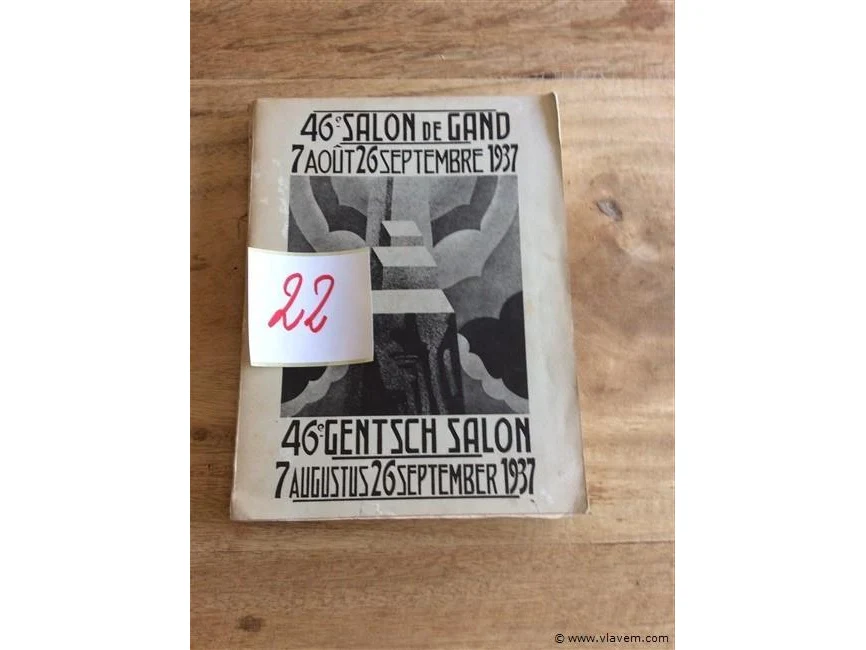 46e SALON DE GAND
7 AOÛT 26 SEPTEMBRE 1937
22
46e GENTSCH SALON
7 AUGUSTUS 26 SEPTEMBER 1937
© www.vlavem.com